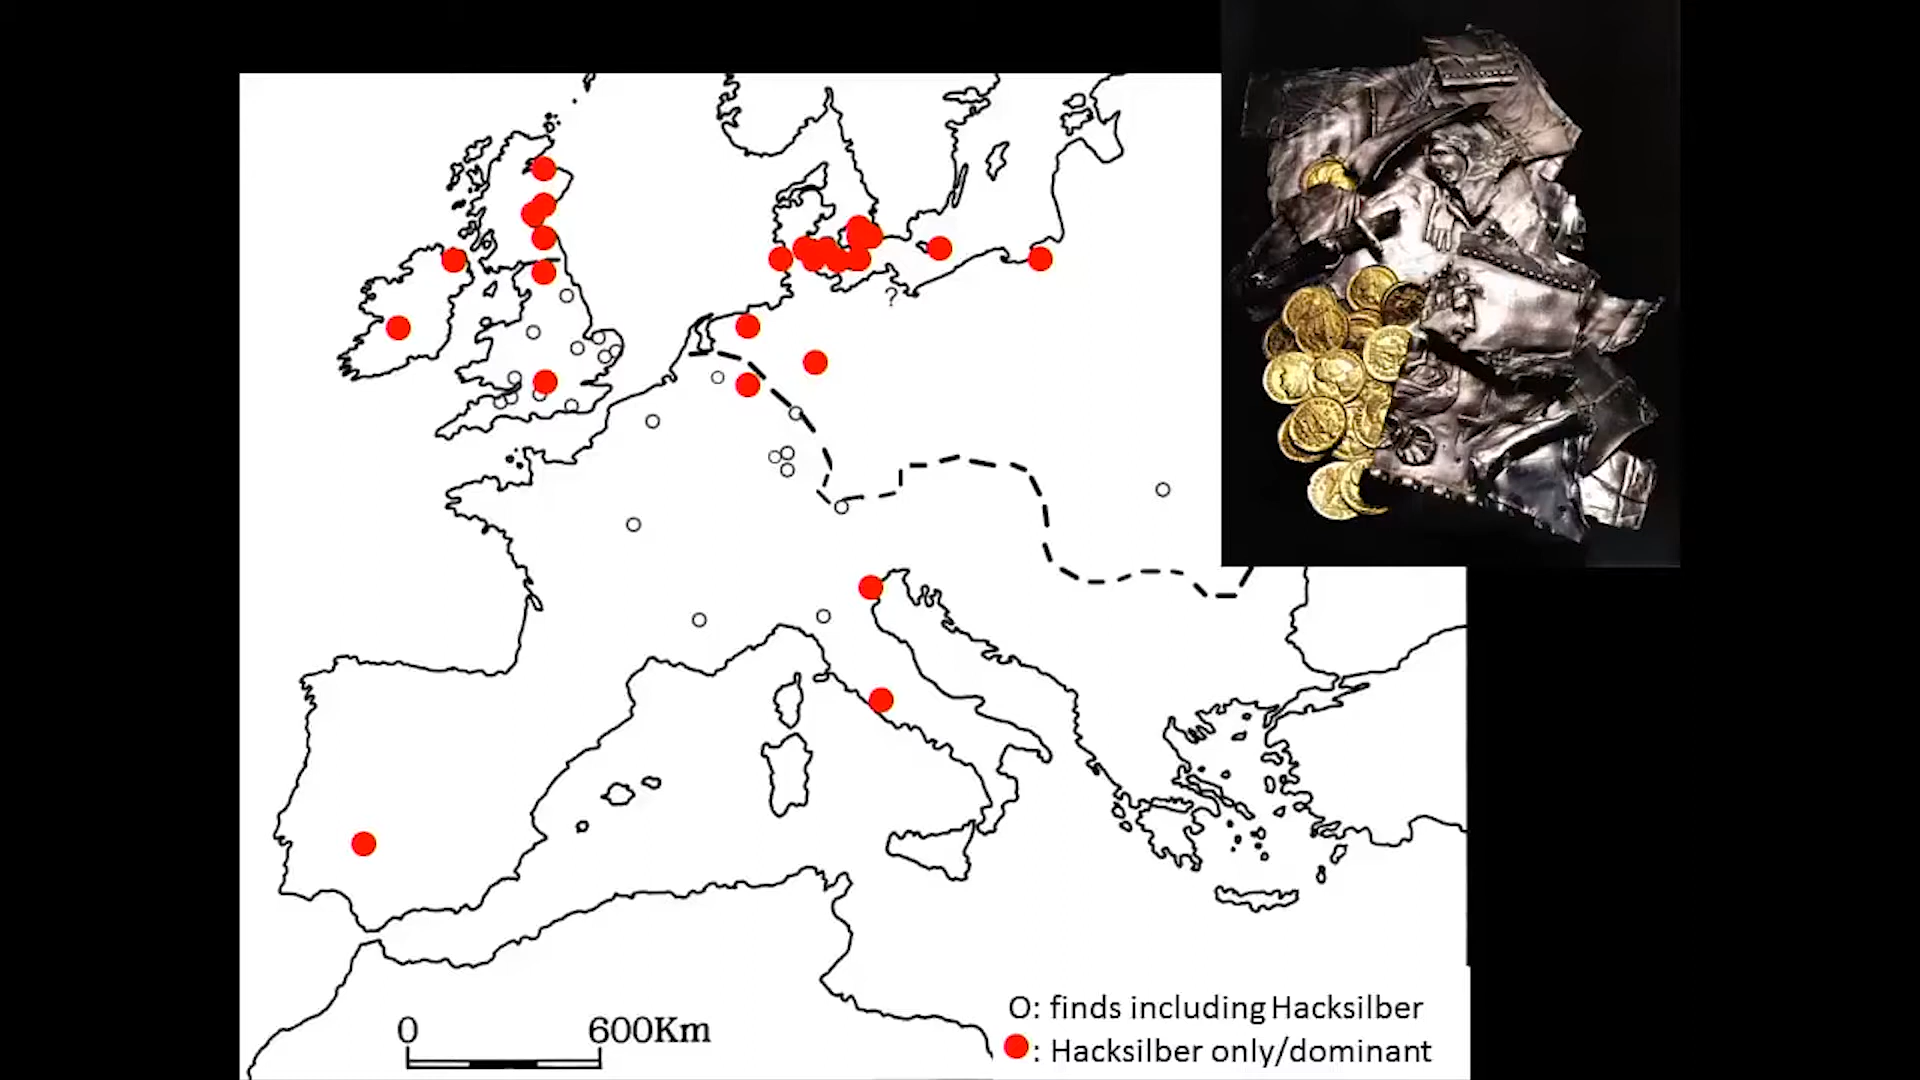 ?
O: finds including Hacksilber
: Hacksilber only/dominant
0 600Km